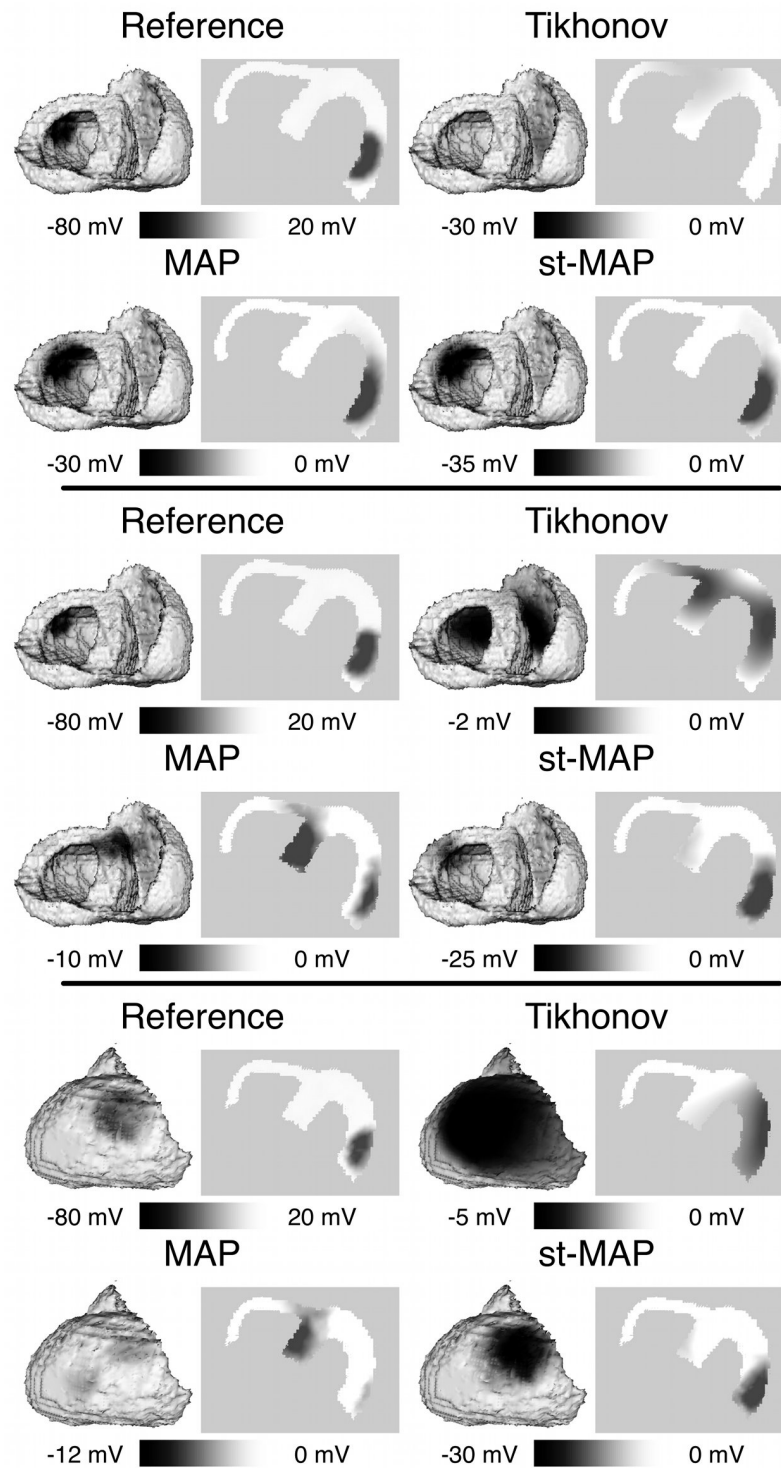 Reference Tikhonov
-80 mV 20 mV -30 mV 0 mV
MAP st-MAP
-30 mV 0 mV -35 mV 0 mV
Reference Tikhonov
-80 mV 20 mV -2 mV 0 mV
MAP st-MAP
-10 mV 0 mV -25 mV 0 mV
Reference Tikhonov
-80 mV 20 mV -5 mV 0 mV
MAP st-MAP
-12 mV 0 mV -30 mV 0 mV